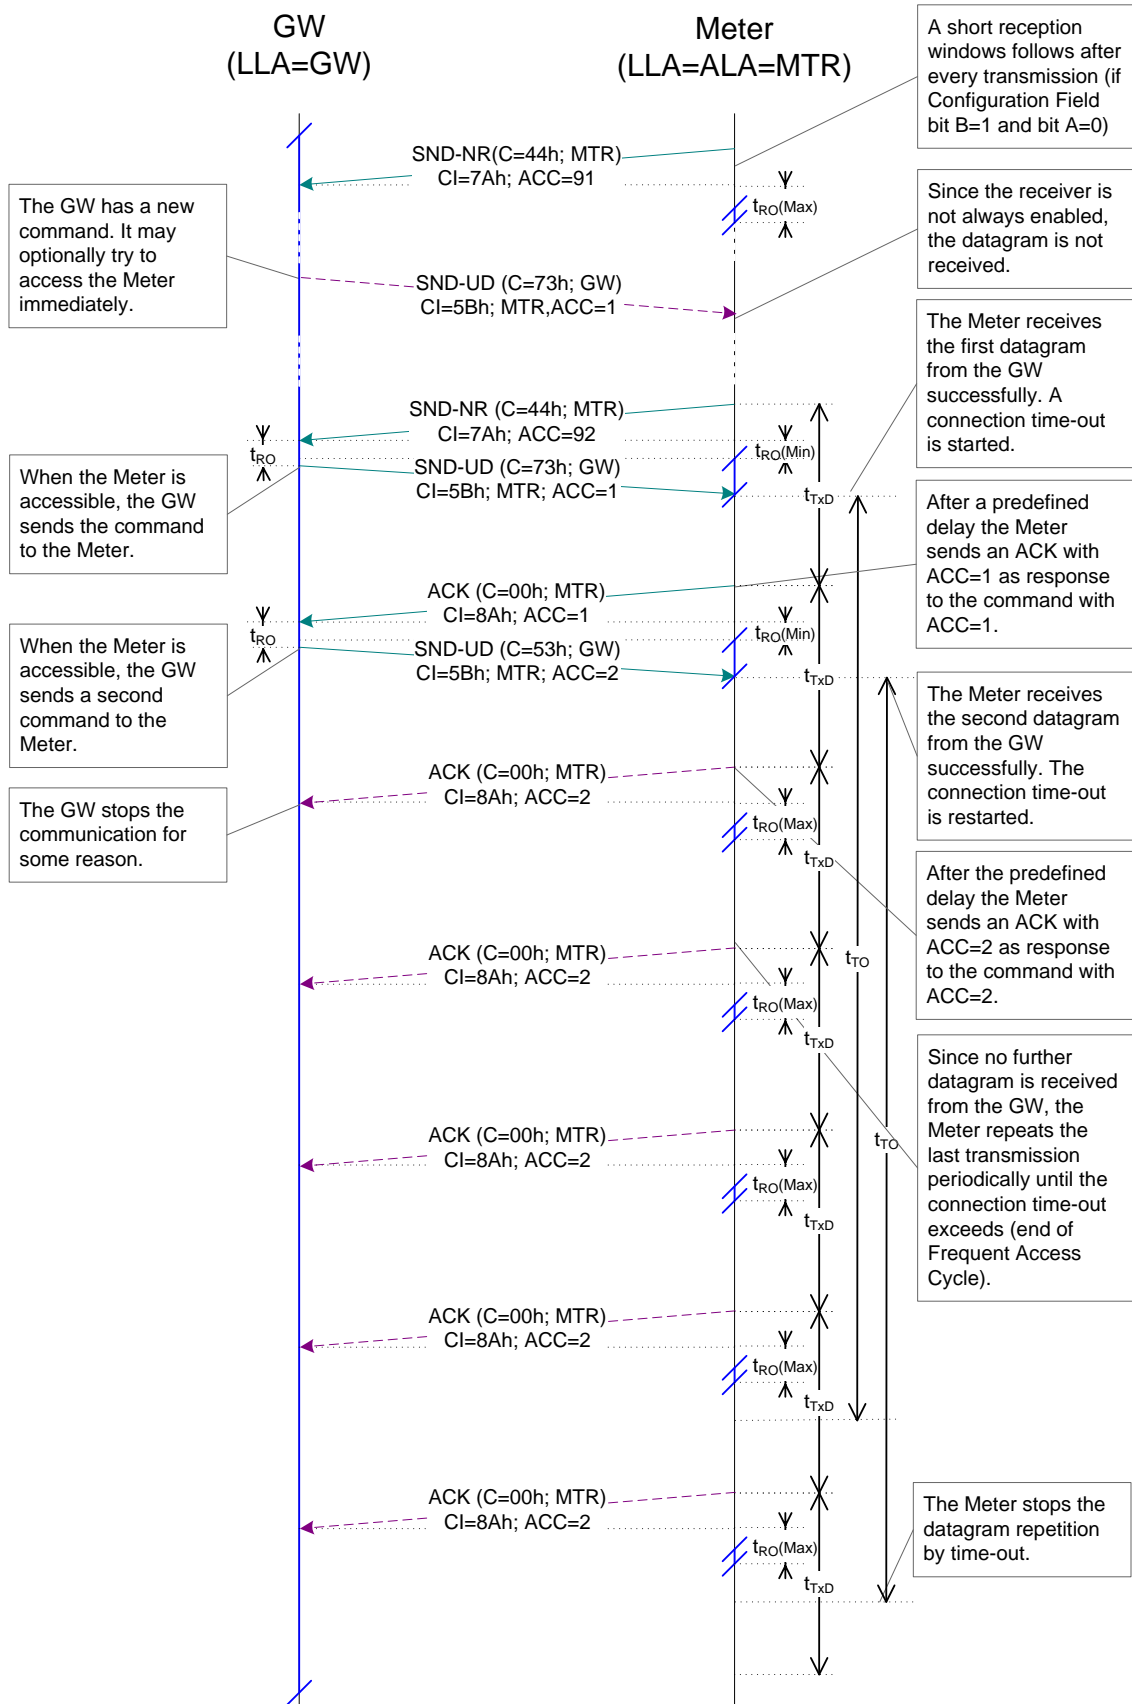 GW
(LLA=GW)
Meter
(LLA=ALA=MTR)
A short reception
windows follows after
every transmission (if
Configuration Field
bit B=1 and bit A=0)
SND-NR(C=44h; MTR)
CI=7Ah; ACC=91
tRO(Max)
Since the receiver is
not always enabled,
the datagram is not
received.
The GW has a new
command. It may
optionally try to
access the Meter
immediately.
SND-UD (C=73h; GW)
CI=5Bh; MTR,ACC=1
The Meter receives
the first datagram
from the GW
successfully. A
connection time-out
is started.
SND-NR (C=44h; MTR)
CI=7Ah; ACC=92
tRO
tRO(Min)
SND-UD (C=73h; GW)
CI=5Bh; MTR; ACC=1
tTxD
When the Meter is
accessible, the GW
sends the command
to the Meter.
After a predefined
delay the Meter
sends an ACK with
ACC=1 as response
to the command with
ACC=1.
ACK (C=00h; MTR)
CI=8Ah; ACC=1
tRO
tRO(Min)
SND-UD (C=53h; GW)
CI=5Bh; MTR; ACC=2
tTxD
When the Meter is
accessible, the GW
sends a second
command to the
Meter.
The Meter receives
the second datagram
from the GW
successfully. The
connection time-out
is restarted.
ACK (C=00h; MTR)
CI=8Ah; ACC=2
tRO(Max)
tTxD
The GW stops the
communication for
some reason.
After the predefined
delay the Meter
sends an ACK with
ACC=2 as response
to the command with
ACC=2.
ACK (C=00h; MTR)
CI=8Ah; ACC=2
tTO
tRO(Max)
tTxD
Since no further
datagram is received
from the GW, the
Meter repeats the
last transmission
periodically until the
connection time-out
exceeds (end of
Frequent Access
Cycle).
ACK (C=00h; MTR)
CI=8Ah; ACC=2
tTO
tRO(Max)
tTxD
ACK (C=00h; MTR)
CI=8Ah; ACC=2
tRO(Max)
tTxD
ACK (C=00h; MTR)
CI=8Ah; ACC=2
tRO(Max)
tTxD
The Meter stops the
datagram repetition
by time-out.